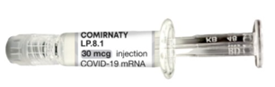 COMIRNATY
LP.8.1
30 mcg injection
COVID-19 mRNA